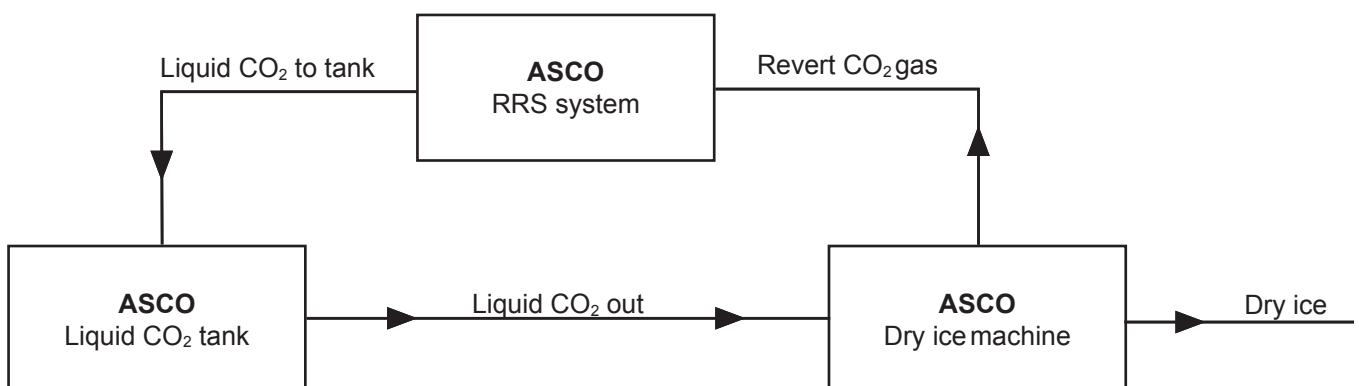 Liquid CO₂ to tank
ASCO
RRS system
Revert CO₂ gas
ASCO
Liquid CO₂ tank
Liquid CO₂ out
ASCO
Dry ice machine
Dry ice